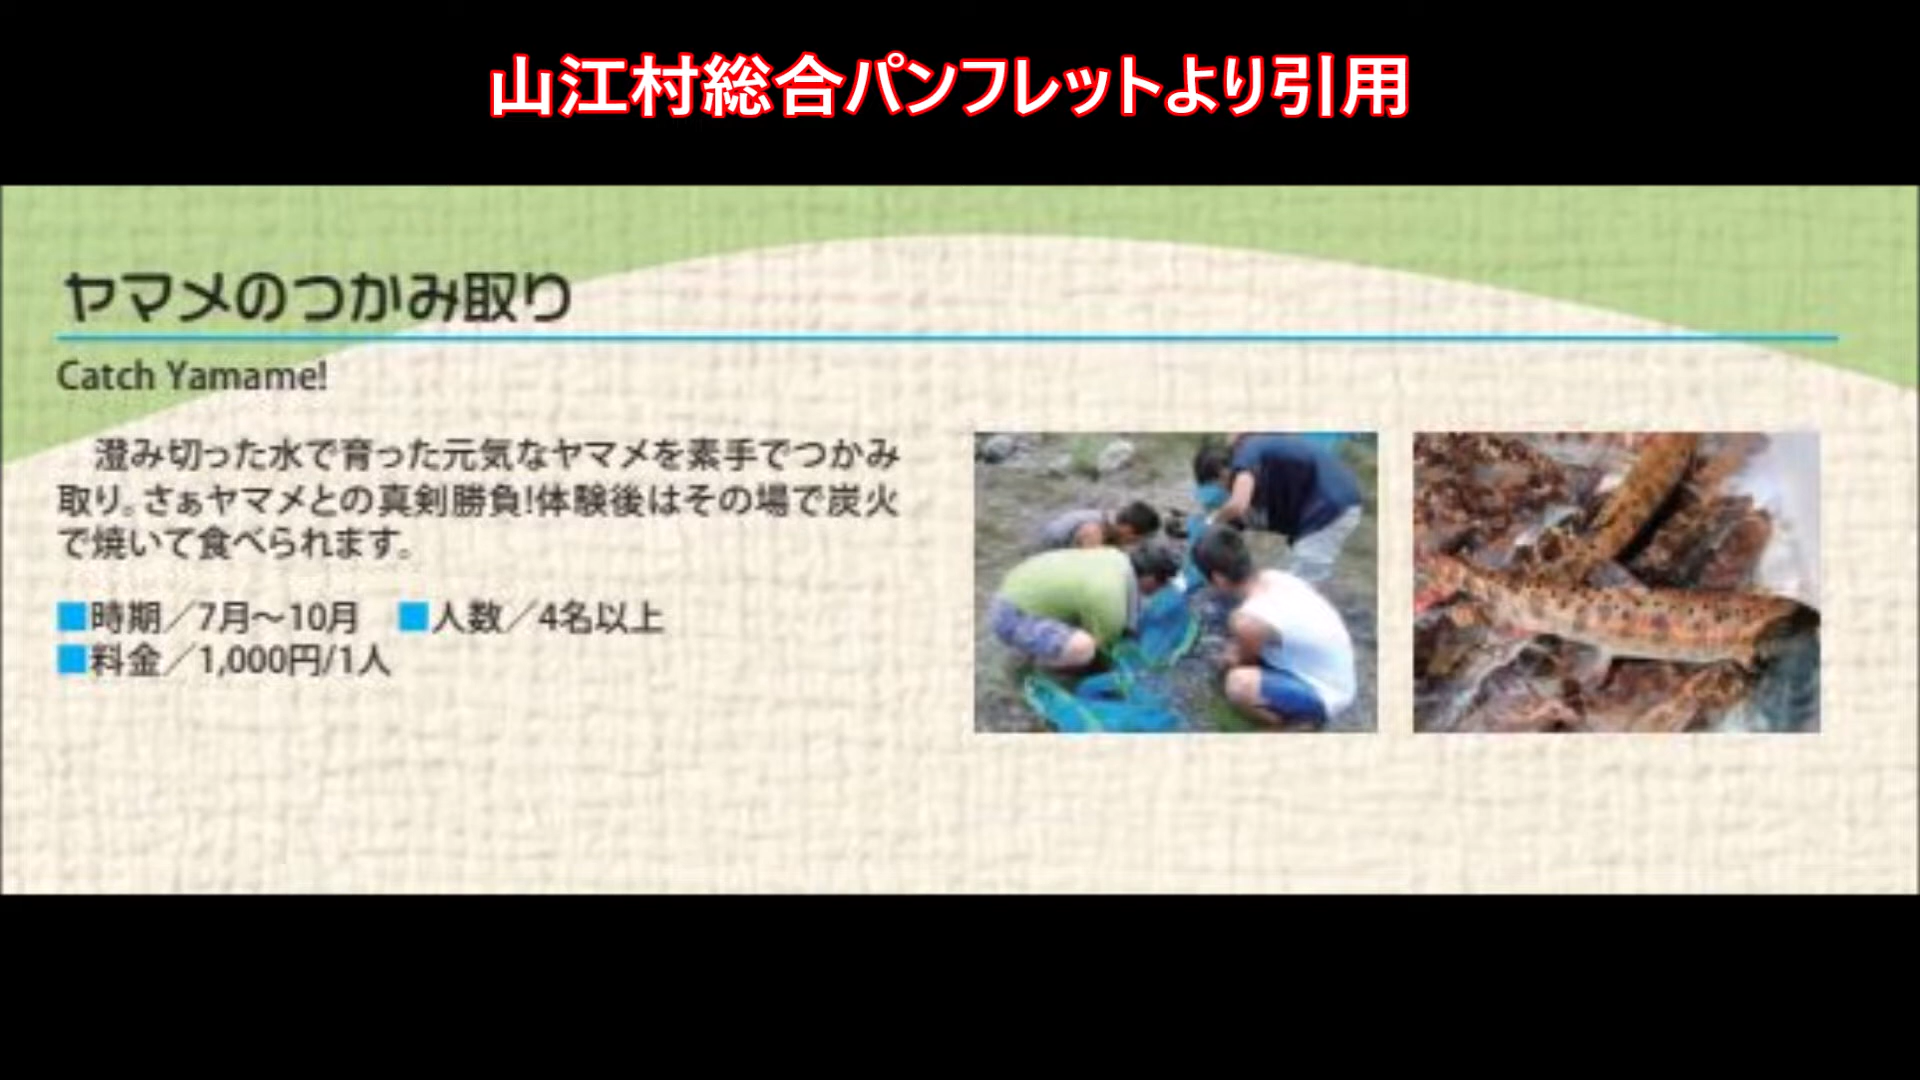 山江村総合パンフレットより引用
ヤマメのつかみ取り
Catch Yamame!
澄み切った水で育った元気なヤマメを素手でつかみ
取り。さぁヤマメとの真剣勝負!体験後はその場で炭火
で焼いて食べられます。
■時期／7月～10月　■人数／4名以上
■料金／1,000円/1人